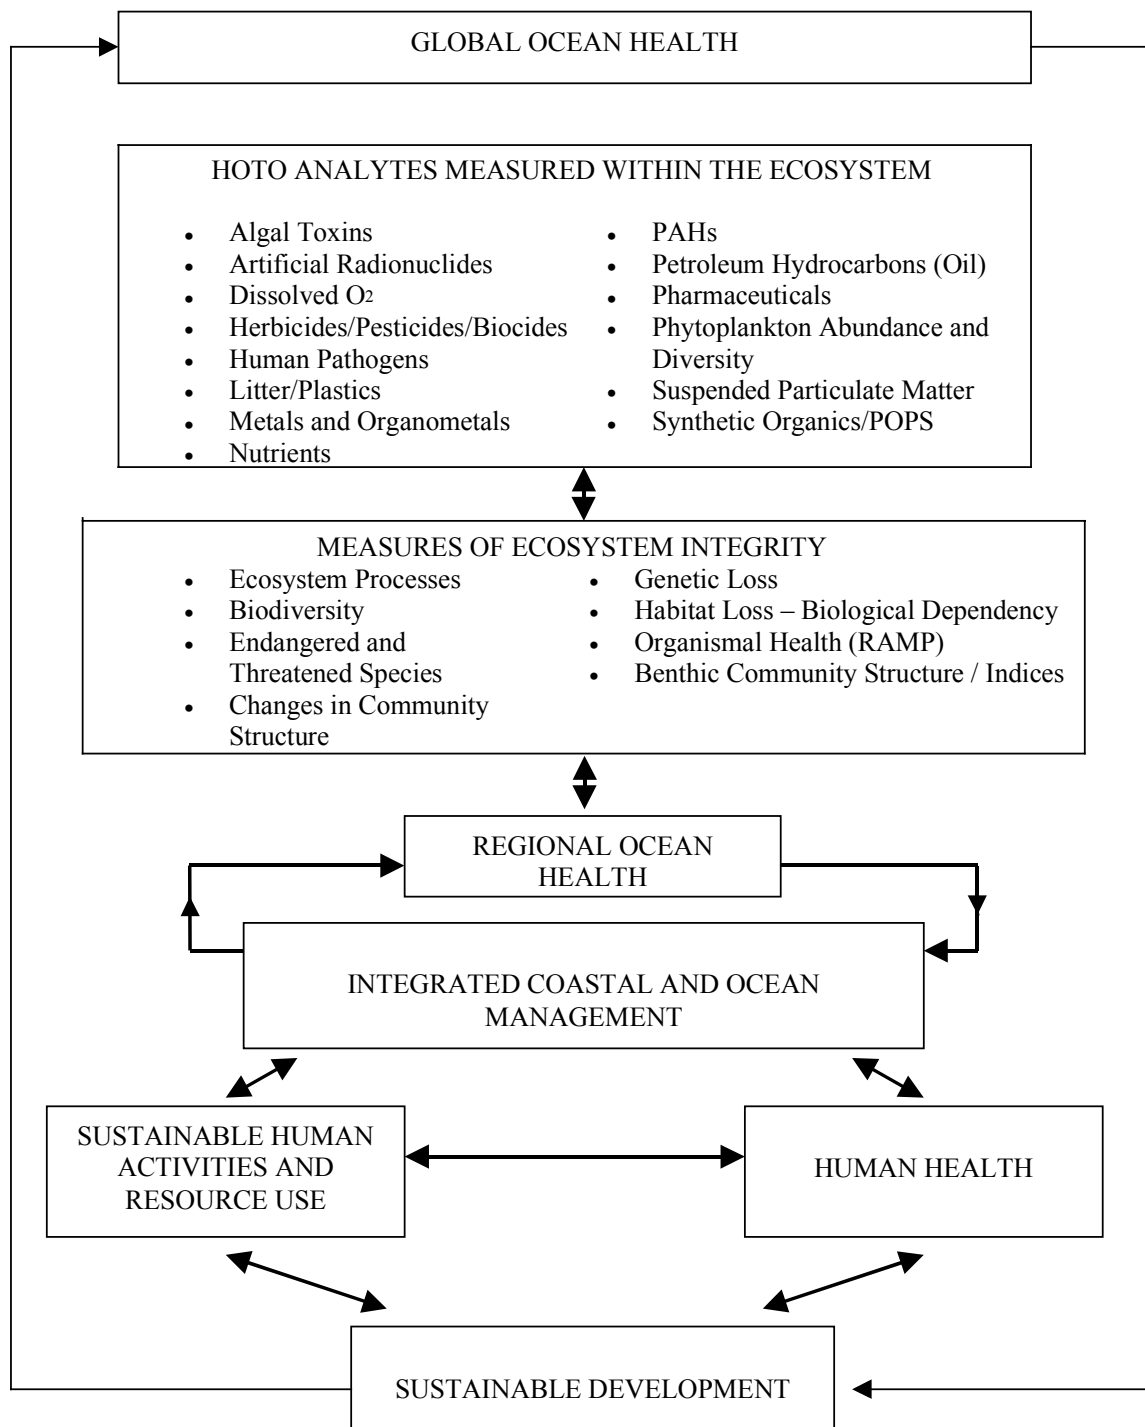 GLOBAL OCEAN HEALTH
HOTO ANALYTES MEASURED WITHIN THE ECOSYSTEM
• Algal Toxins
• Artificial Radionuclides
• Dissolved O2
• Herbicides/Pesticides/Biocides
• Human Pathogens
• Litter/Plastics
• Metals and Organometals
• Nutrients
• PAHs
• Petroleum Hydrocarbons (Oil)
• Pharmaceuticals
• Phytoplankton Abundance and
Diversity
• Suspended Particulate Matter
• Synthetic Organics/POPS
MEASURES OF ECOSYSTEM INTEGRITY
• Ecosystem Processes
• Biodiversity
• Endangered and
Threatened Species
• Changes in Community
Structure
• Genetic Loss
• Habitat Loss – Biological Dependency
• Organismal Health (RAMP)
• Benthic Community Structure / Indices
REGIONAL OCEAN
HEALTH
INTEGRATED COASTAL AND OCEAN
MANAGEMENT
SUSTAINABLE HUMAN
ACTIVITIES AND
RESOURCE USE
HUMAN HEALTH
SUSTAINABLE DEVELOPMENT